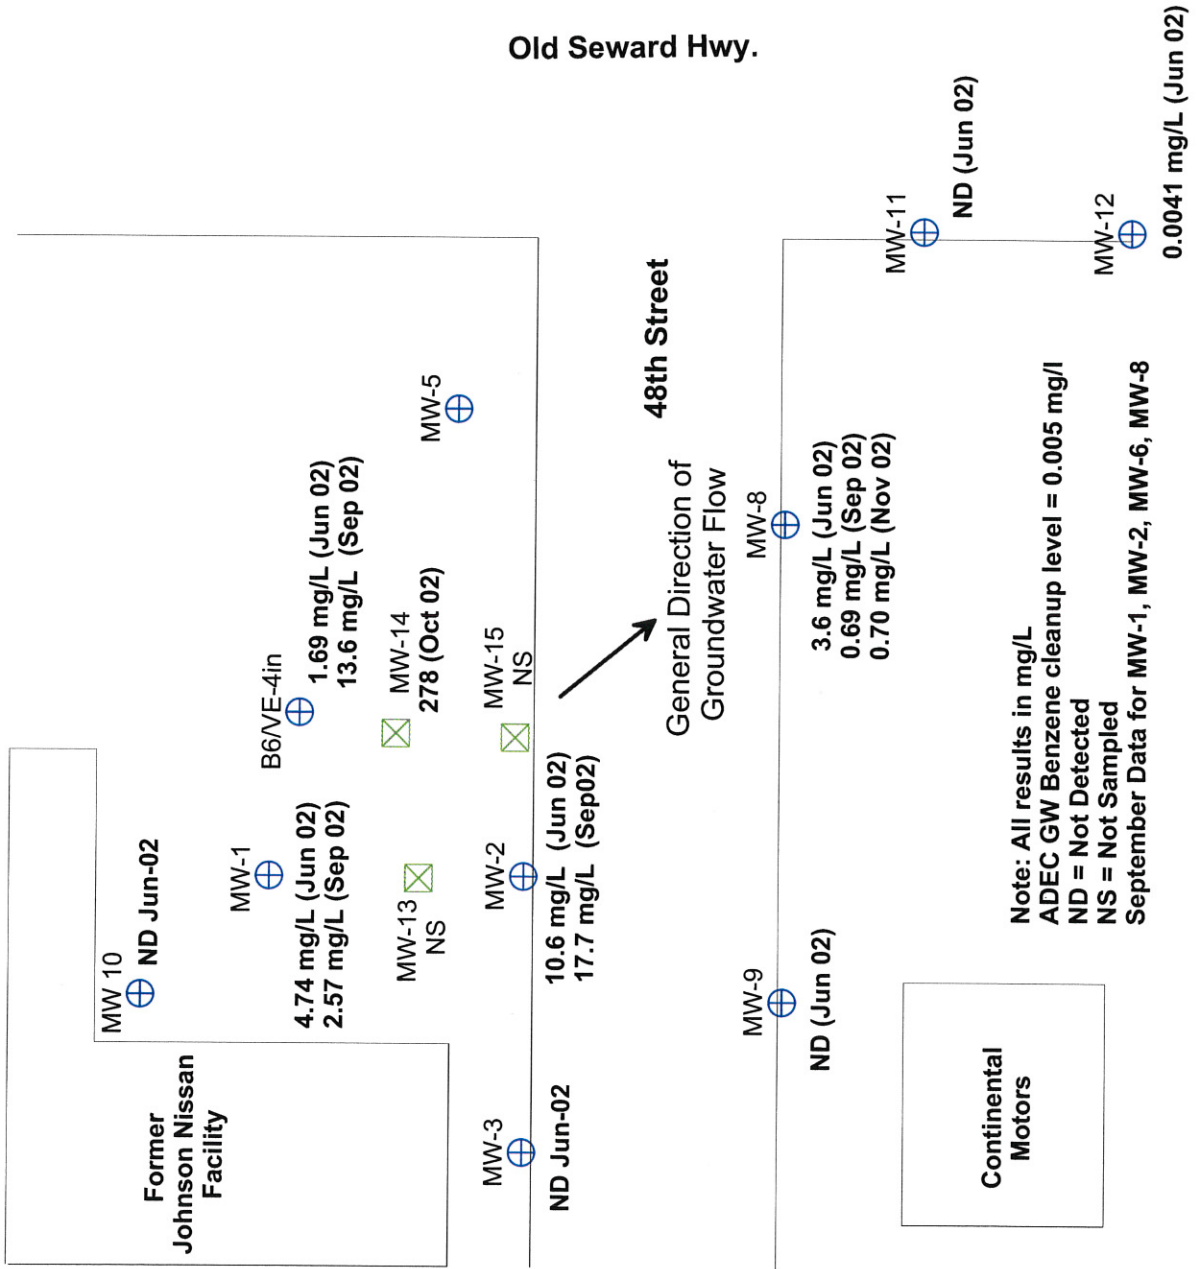 Old Seward Hwy.
Former
Johnson Nissan
Facility
MW 10
ND Jun-02
MW-1
4.74 mg/L (Jun 02)
2.57 mg/L (Sep 02)
B6/VE-4in
1.69 mg/L (Jun 02)
13.6 mg/L (Sep 02)
MW-13
NS
MW-14
278 (Oct 02)
MW-5
MW-3
ND Jun-02
MW-2
10.6 mg/L (Jun 02)
17.7 mg/L (Sep02)
MW-15
NS
General Direction of
Groundwater Flow
48th Street
MW-9
ND (Jun 02)
MW-8
3.6 mg/L (Jun 02)
0.69 mg/L (Sep 02)
0.70 mg/L (Nov 02)
MW-11
ND (Jun 02)
MW-12
0.0041 mg/L (Jun 02)
Continental
Motors
Note: All results in mg/L
ADEC GW Benzene cleanup level = 0.005 mg/l
ND = Not Detected
NS = Not Sampled
September Data for MW-1, MW-2, MW-6, MW-8